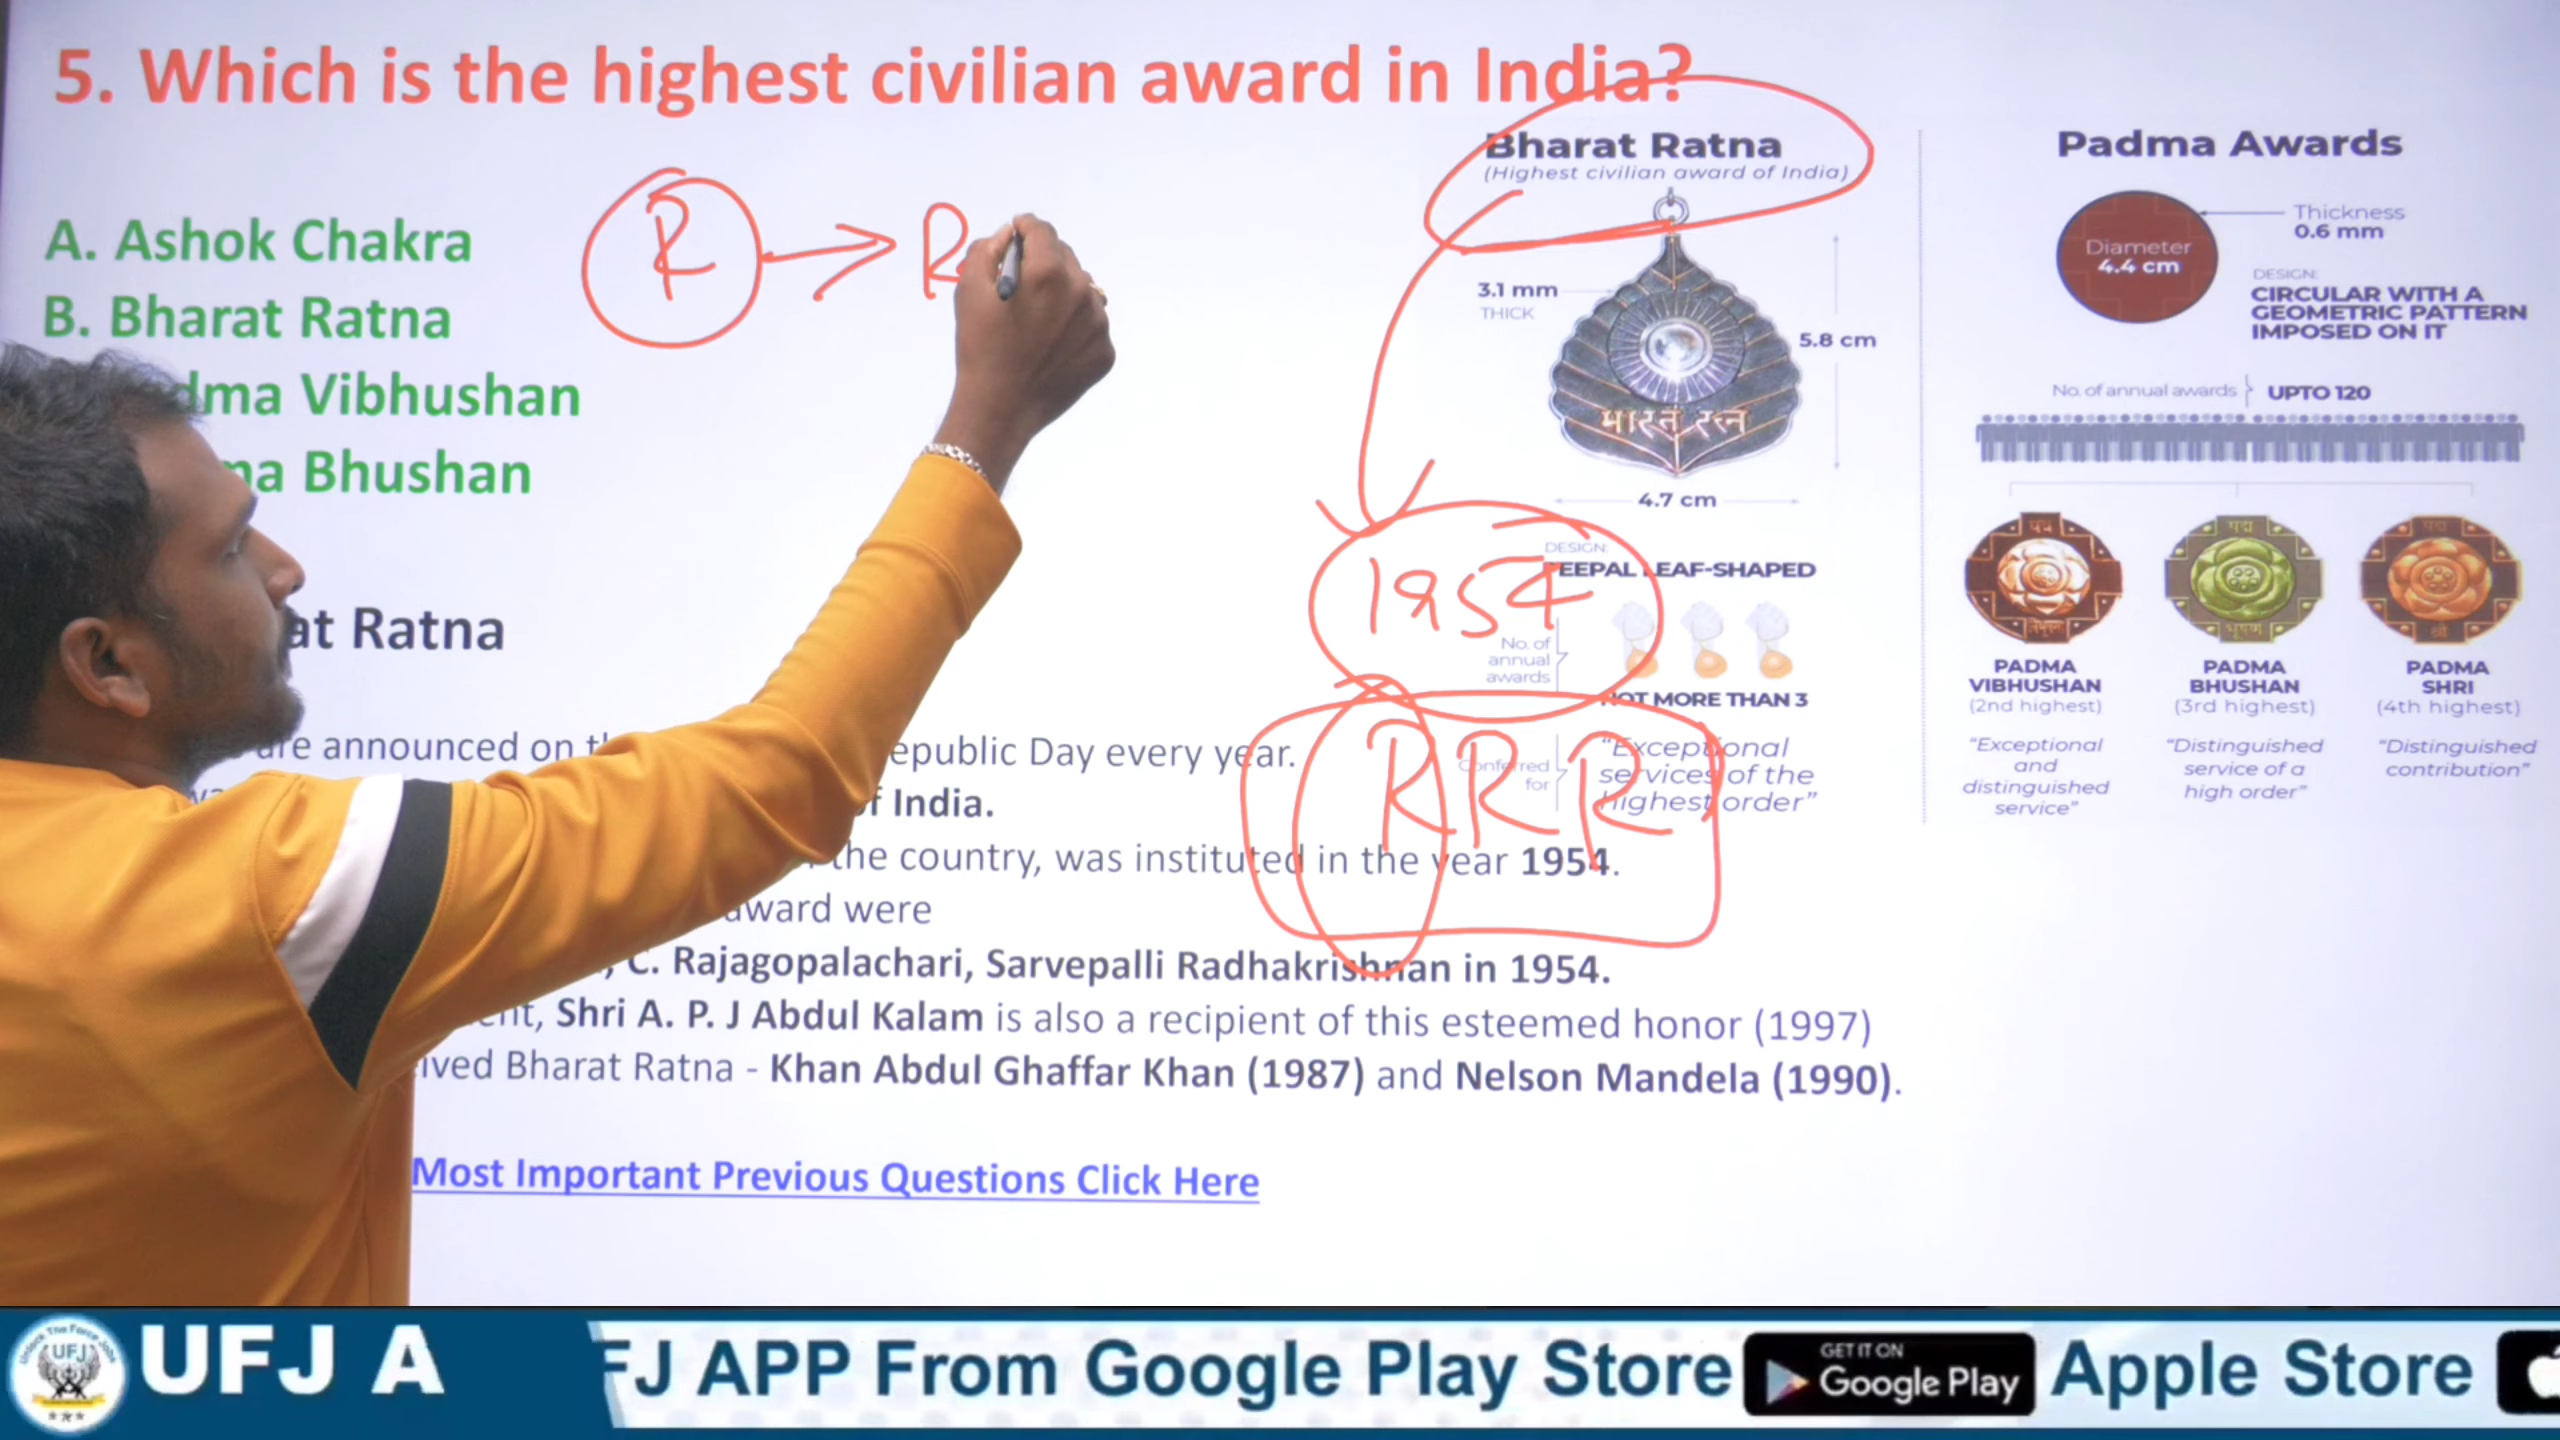 5. Which is the highest civilian award in India?
A. Ashok Chakra
B. Bharat Ratna
Vibhushan
Bhushan
Ratna
R → R
Bharat Ratna
(Highest civilian award of India)
3.1 mm
THICK
5.8 cm
भारत रत्न
4.7 cm
1954
DESIGN:
LEAF-SHAPED
No. of
annual
awards
NOT MORE THAN 3
R R R
for
"Exceptional
services of the
highest order"
Padma Awards
Diameter
4.4 cm
Thickness
0.6 mm
DESIGN:
CIRCULAR WITH A
GEOMETRIC PATTERN
IMPOSED ON IT
No. of annual awards UPTO 120
PADMA
VIBHUSHAN
(2nd highest)
"Exceptional
and
distinguished
service"
PADMA
BHUSHAN
(3rd highest)
"Distinguished
service of a
high order"
PADMA
SHRI
(4th highest)
"Distinguished
contribution"
are announced on Republic Day every year.
of India.
the country, was instituted in the year 1954.
award were
C. Rajagopalachari, Sarvepalli Radhakrishnan in 1954.
Shri A. P. J Abdul Kalam is also a recipient of this esteemed honor (1997)
Bharat Ratna - Khan Abdul Ghaffar Khan (1987) and Nelson Mandela (1990).
Most Important Previous Questions Click Here
UFJ
UFJ A
FJ APP From Google Play Store
GET IT ON
Google Play
Apple Store